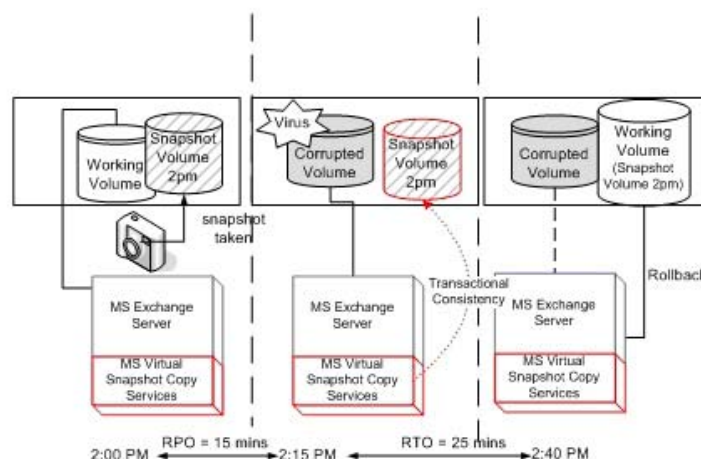 Working
Volume
Snapshot
Volume
2pm
snapshot
taken
MS Exchange
Server
MS Virtual
Snapshot Copy
Services
Virus
Corrupted
Volume
Snapshot
Volume
2pm
Transactional
Consistency
MS Exchange
Server
MS Virtual
Snapshot Copy
Services
Corrupted
Volume
Working
Volume
(Snapshot
Volume 2pm)
Rollback
MS Exchange
Server
MS Virtual
Snapshot Copy
Services
2:00 PM
RPO = 15 mins
2:15 PM
RTO = 25 mins
2:40 PM